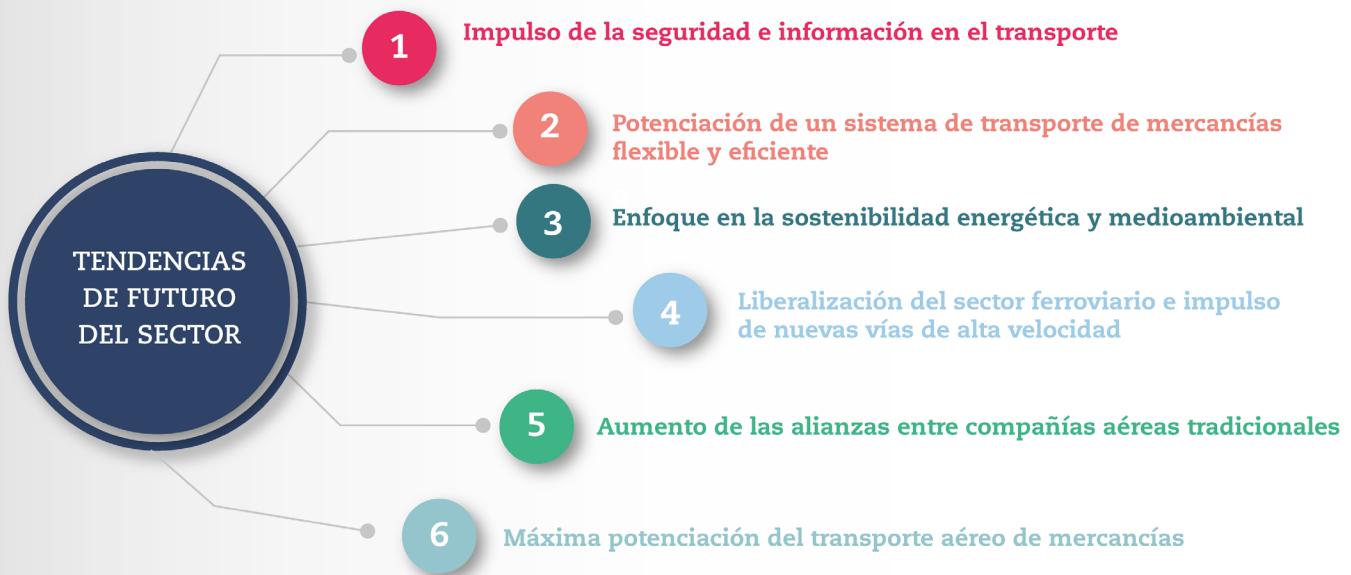 TENDENCIAS
DE FUTURO
DEL SECTOR
1
Impulso de la seguridad e información en el transporte
2
Potenciación de un sistema de transporte de mercancías
flexible y eficiente
3
Enfoque en la sostenibilidad energética y medioambiental
4
Liberalización del sector ferroviario e impulso
de nuevas vías de alta velocidad
5
Aumento de las alianzas entre compañías aéreas tradicionales
6
Máxima potenciación del transporte aéreo de mercancías